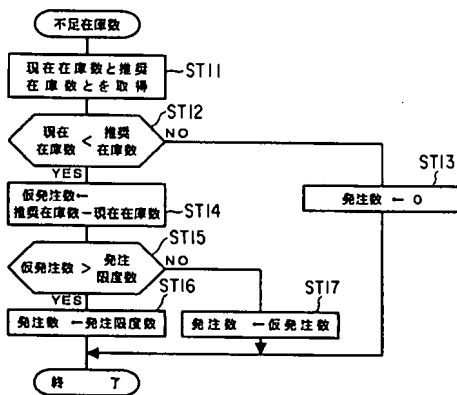 不足在庫数
現在在庫数と推奨
在庫数とを取得
ST11
ST12
現在 < 推奨
在庫数 在庫数
NO
YES
ST13
発注数 ← 0
仮発注数←
推奨在庫数−現在在庫数
ST14
ST15
仮発注数 > 発注
限度数
NO
YES
ST16
発注数 ←発注限度数
ST17
発注数 ←仮発注数
終 了